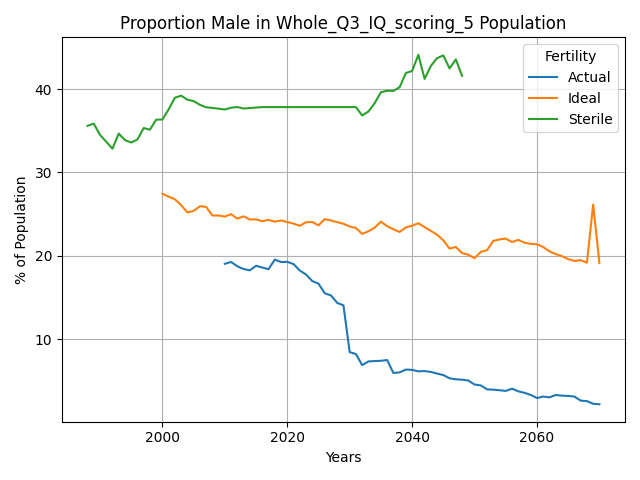 Proportion Male in Whole_Q3_IQ_scoring_5 Population
Fertility
Actual
Ideal
Sterile
% of Population
40
30
20
10
2000
2020
2040
2060
Years